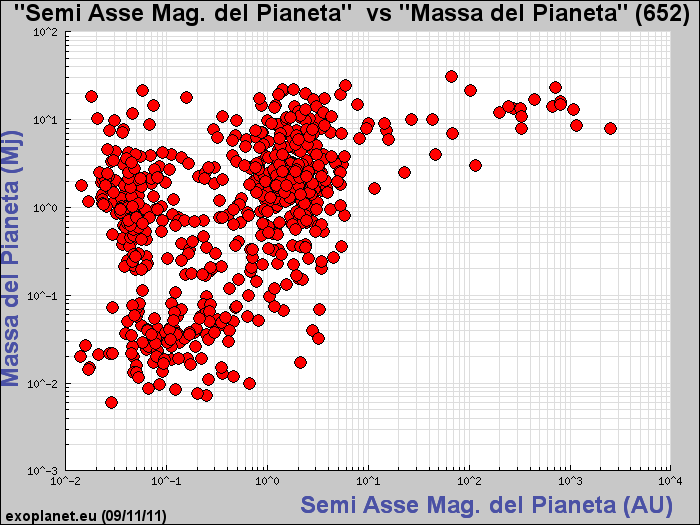 "Semi Asse Mag. del Pianeta"  vs "Massa del Pianeta" (652)
Massa del Pianeta (Mj)
10^2
10^1
10^0
10^-1
10^-2
10^-3
10^-2 10^-1 10^0 10^1 10^2 10^3 10^4
Semi Asse Mag. del Pianeta (AU)
exoplanet.eu (09/11/11)